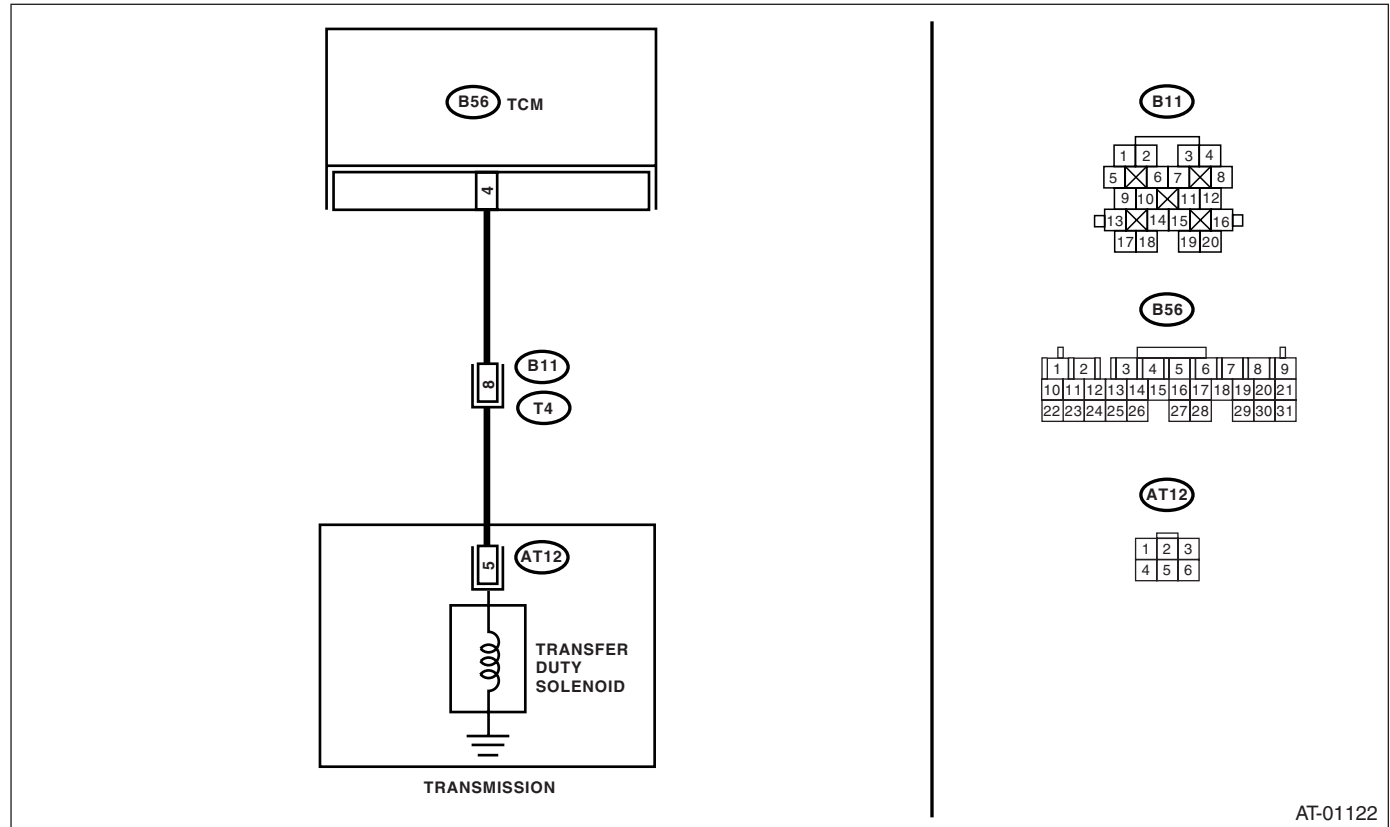 B56 TCM
4
8
B11
T4
5
AT12
TRANSFER
DUTY
SOLENOID
TRANSMISSION
B11
1 2 3 4
5 6 7 8
9 10 11 12
13 14 15 16
17 18 19 20
B56
1 2 3 4 5 6 7 8 9
10 11 12 13 14 15 16 17 18 19 20 21
22 23 24 25 26 27 28 29 30 31
AT12
1 2 3
4 5 6
AT-01122